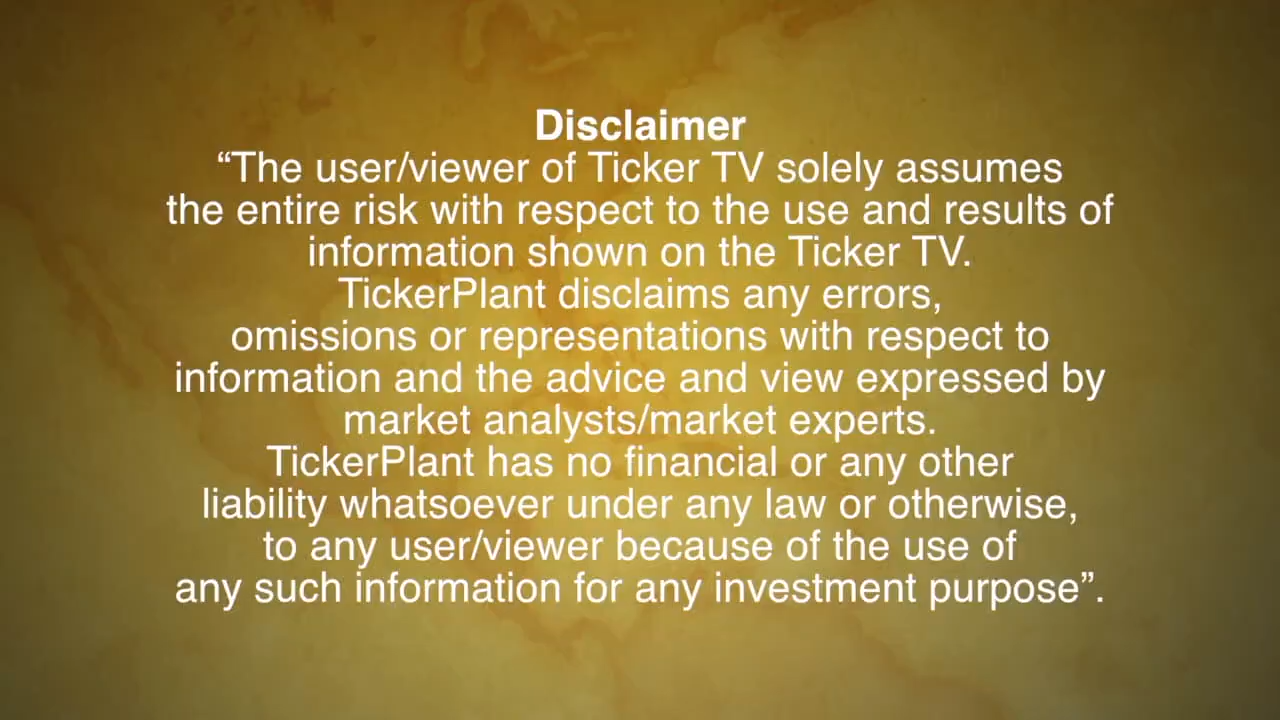 Disclaimer
“The user/viewer of Ticker TV solely assumes
the entire risk with respect to the use and results of
information shown on the Ticker TV.
TickerPlant disclaims any errors,
omissions or representations with respect to
information and the advice and view expressed by
market analysts/market experts.
TickerPlant has no financial or any other
liability whatsoever under any law or otherwise,
to any user/viewer because of the use of
any such information for any investment purpose”.